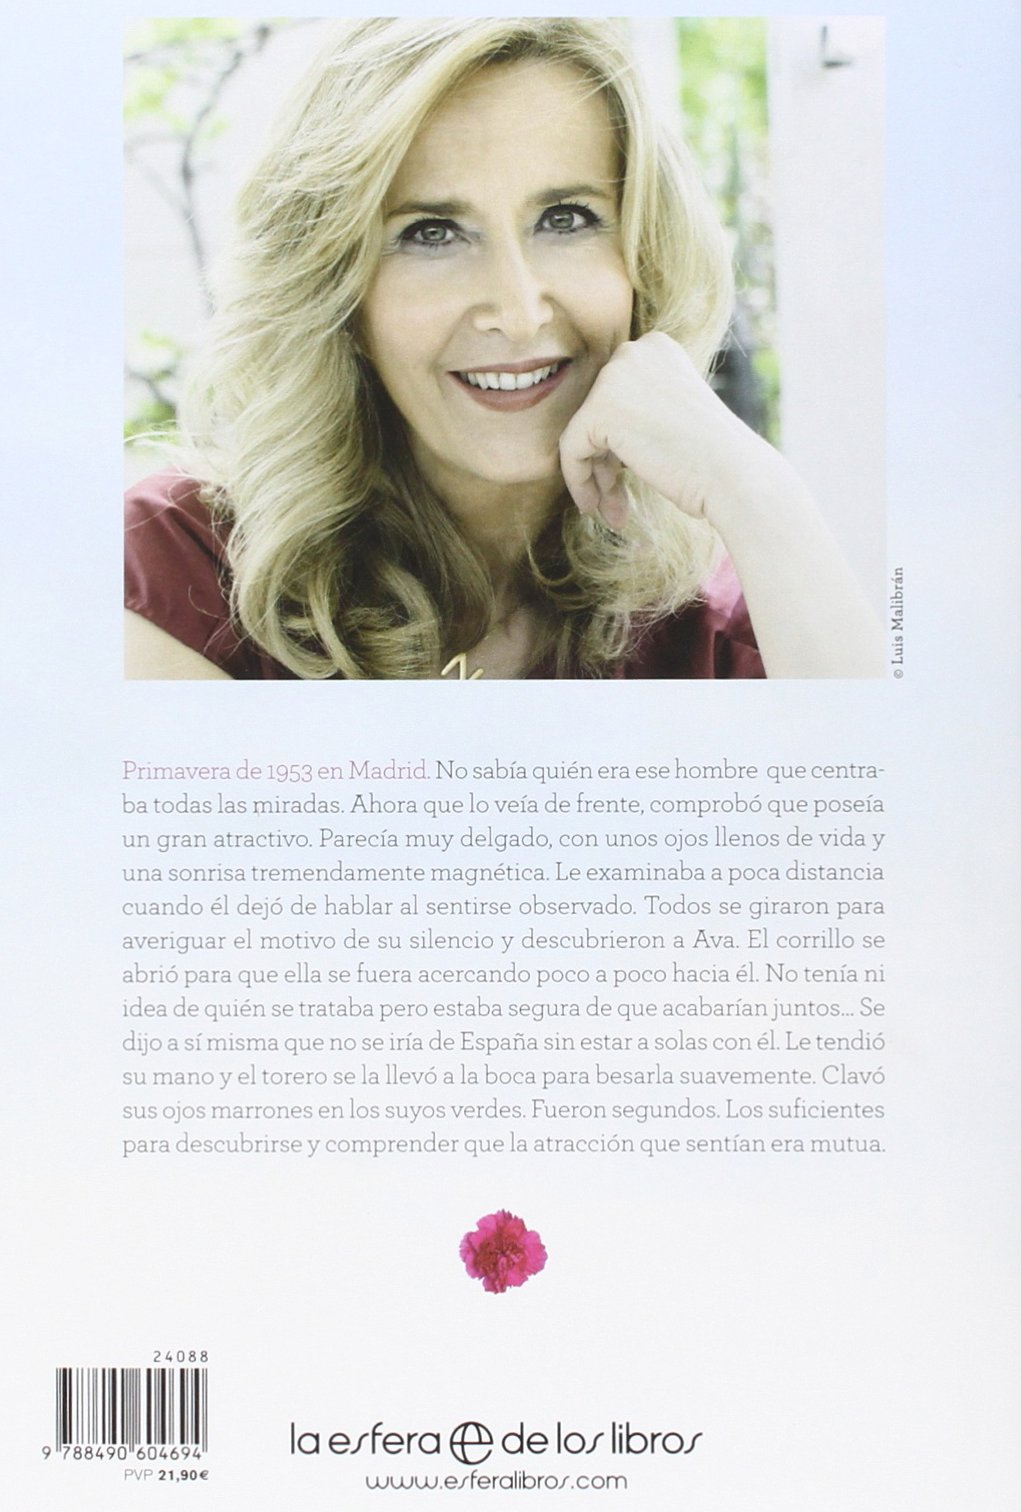 © Luis Malibrán
Primavera de 1953 en Madrid. No sabía quién era ese hombre que centra-
ba todas las miradas. Ahora que lo veía de frente, comprobó que poseía
un gran atractivo. Parecía muy delgado, con unos ojos llenos de vida y
una sonrisa tremendamente magnética. Le examinaba a poca distancia
cuando él dejó de hablar al sentirse observado. Todos se giraron para
averiguar el motivo de su silencio y descubrieron a Ava. El corrillo se
abrió para que ella se fuera acercando poco a poco hacia él. No tenía ni
idea de quién se trataba pero estaba segura de que acabarían juntos... Se
dijo a sí misma que no se iría de España sin estar a solas con él. Le tendió
su mano y el torero se la llevó a la boca para besarla suavemente. Clavó
sus ojos marrones en los suyos verdes. Fueron segundos. Los suficientes
para descubrirse y comprender que la atracción que sentían era mutua.
24088
9 788490 604694
PVP 21,90€
la esfera de los libros
www.esferalibros.com